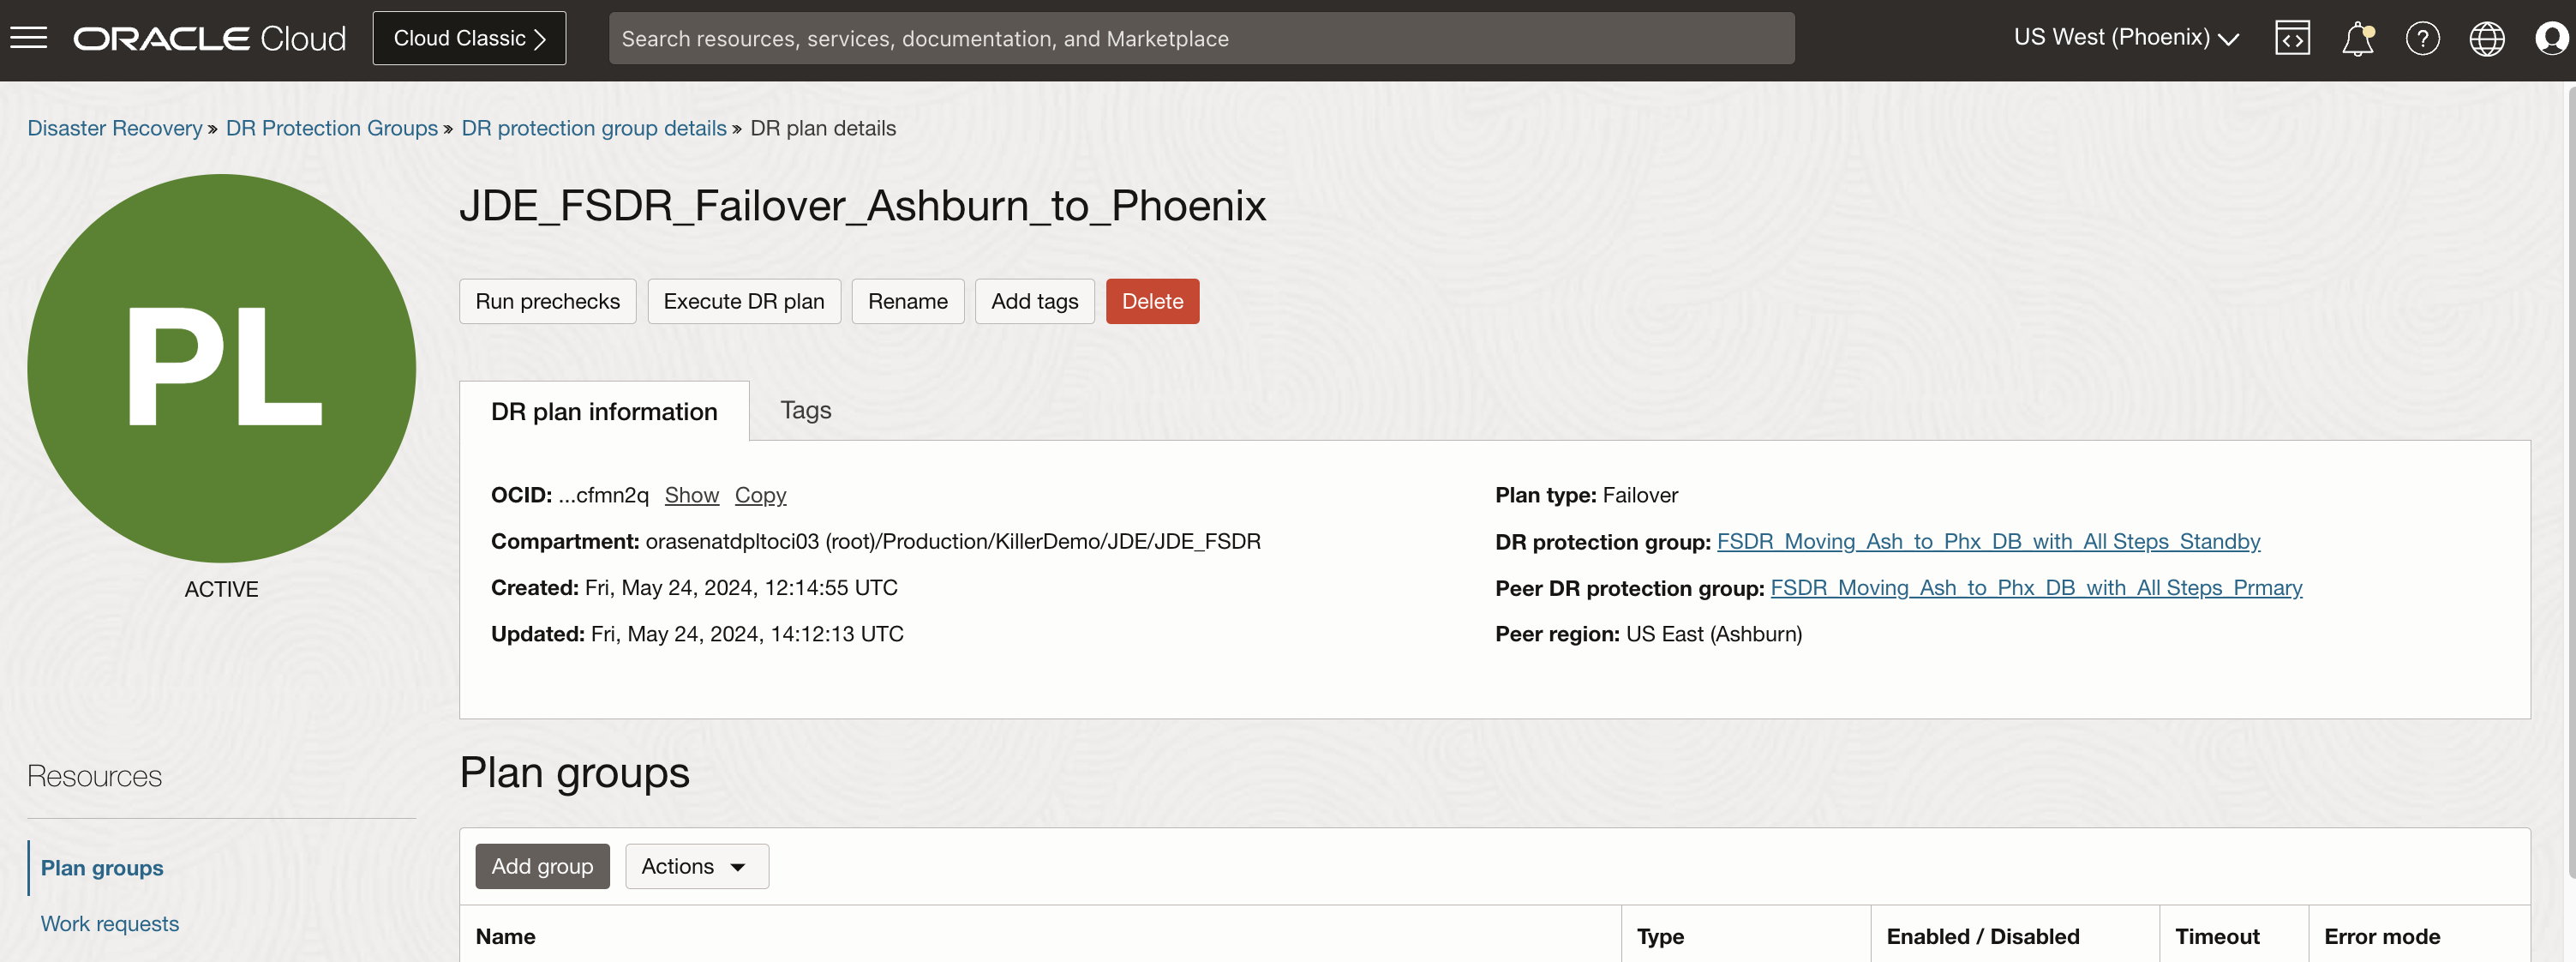 ORACLE Cloud
Cloud Classic
Search resources, services, documentation, and Marketplace
US West (Phoenix)
Disaster Recovery » DR Protection Groups » DR protection group details » DR plan details
PL
ACTIVE
JDE_FSDR_Failover_Ashburn_to_Phoenix
Run prechecks
Execute DR plan
Rename
Add tags
Delete
DR plan information
Tags
OCID: ...cfmn2q Show Copy
Compartment: orasenatdpltoci03 (root)/Production/KillerDemo/JDE/JDE_FSDR
Created: Fri, May 24, 2024, 12:14:55 UTC
Updated: Fri, May 24, 2024, 14:12:13 UTC
Plan type: Failover
DR protection group: FSDR_Moving_Ash_to_Phx_DB_with_All Steps_Standby
Peer DR protection group: FSDR_Moving_Ash_to_Phx_DB_with_All Steps_Prmary
Peer region: US East (Ashburn)
Resources
Plan groups
Work requests
Plan groups
Add group
Actions
Name
Type
Enabled / Disabled
Timeout
Error mode